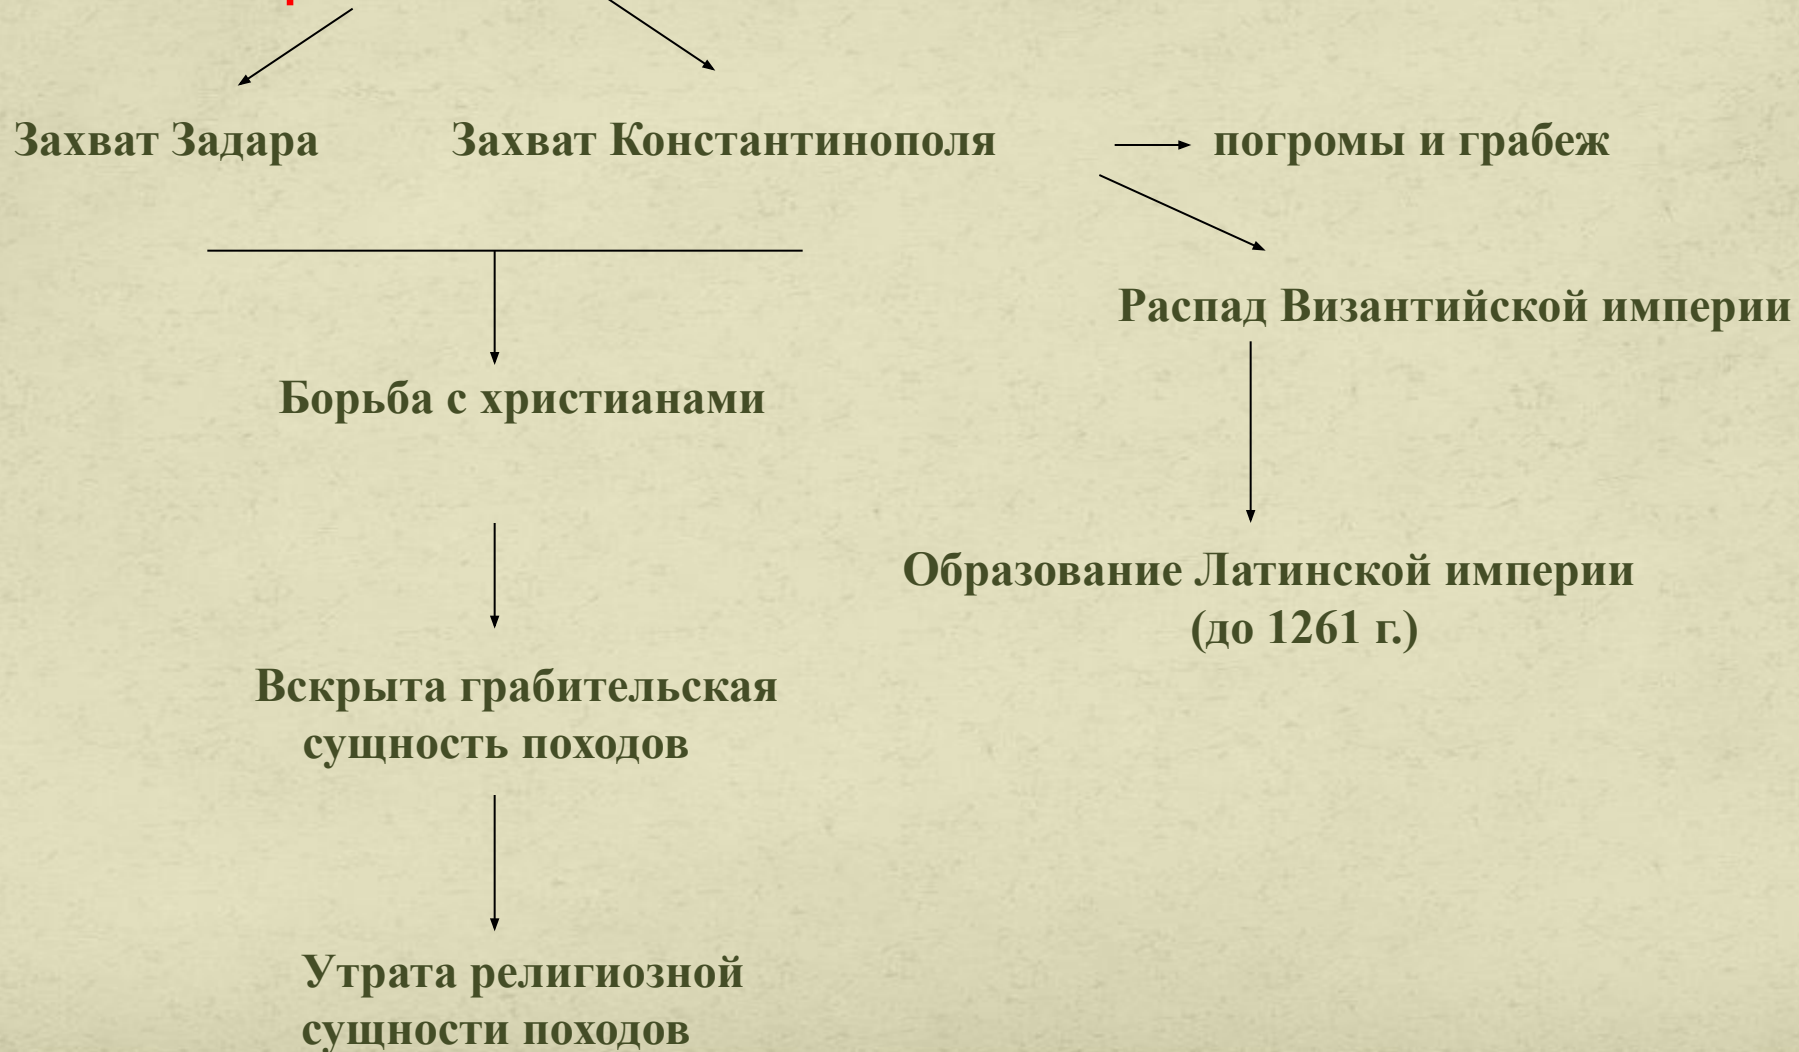 Захват Задара
Захват Константинополя
погромы и грабеж
Распад Византийской империи
Борьба с христианами
Образование Латинской империи
(до 1261 г.)
Вскрыта грабительская
сущность походов
Утрата религиозной
сущности походов